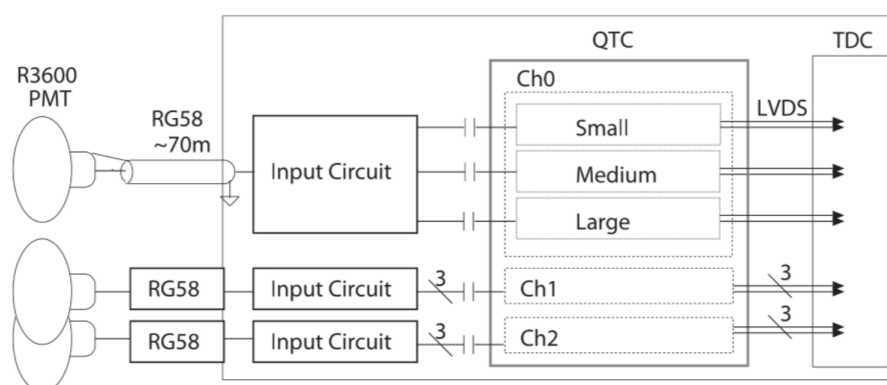 QTC
TDC
R3600
PMT
RG58
~70m
Ch0
LVDS
Small
Input Circuit
Medium
Large
RG58
Input Circuit
3
Ch1
3
RG58
Input Circuit
3
Ch2
3